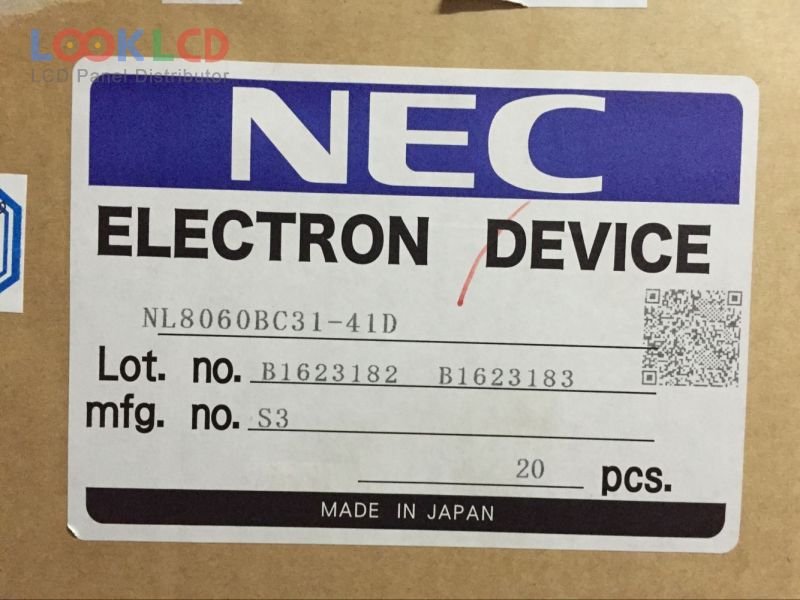 LOOKLCD
LCD Panel Distributor
NEC
ELECTRON DEVICE
NL8060BC31-41D
Lot. no. B1623182 B1623183
mfg. no. S3
20 pcs.
MADE IN JAPAN